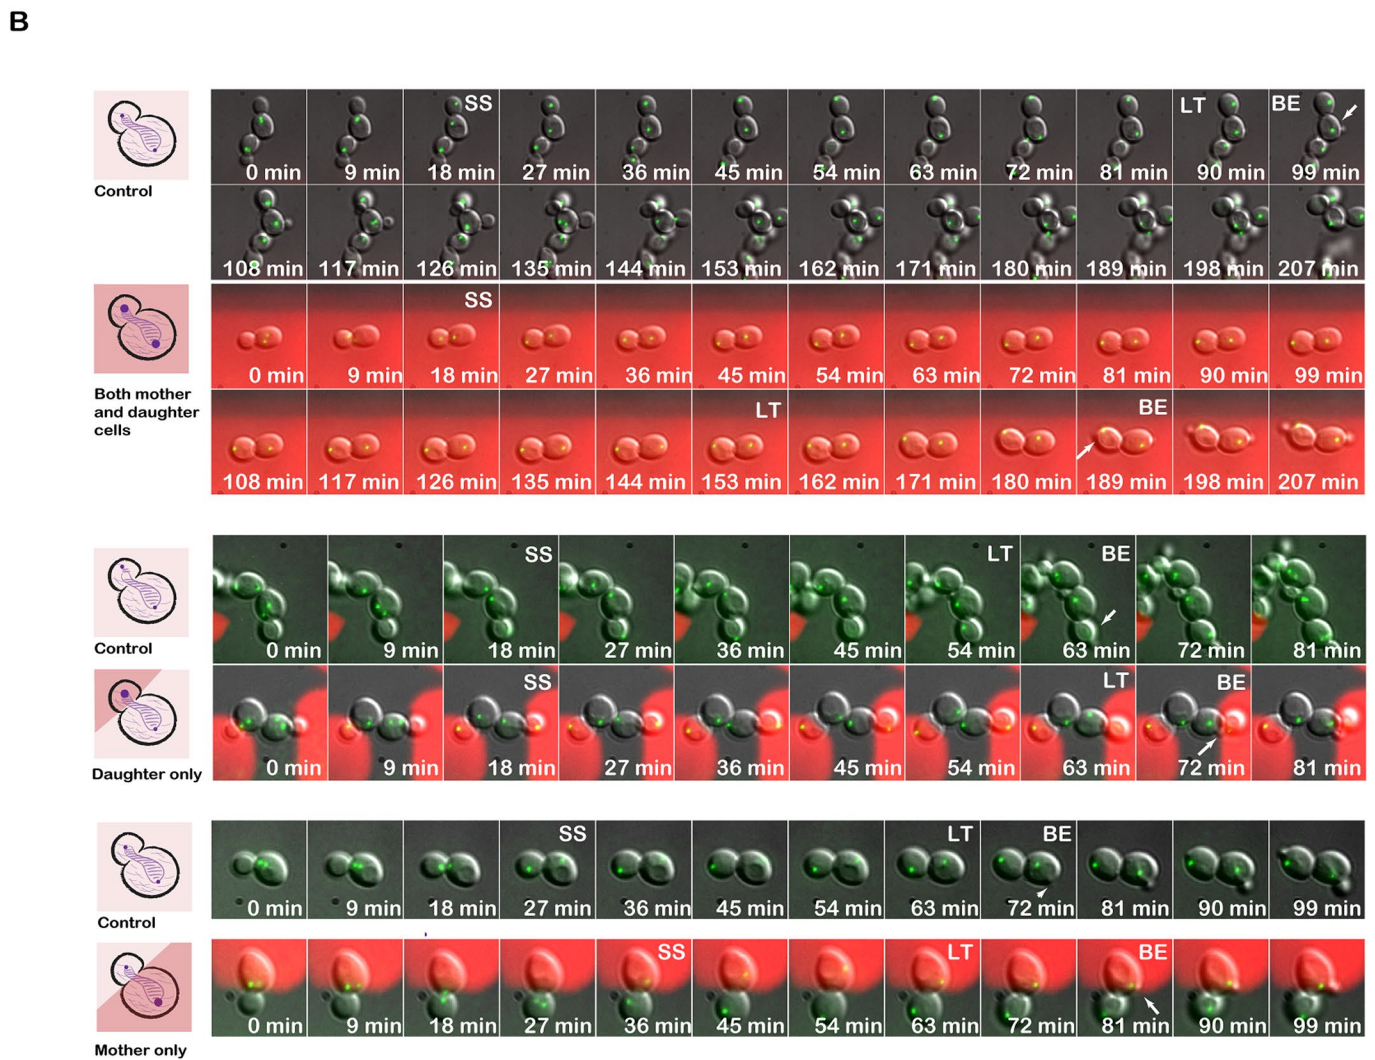 B
SS LT BE
0 min 9 min 18 min 27 min 36 min 45 min 54 min 63 min 72 min 81 min 90 min 99 min
Control
108 min 117 min 126 min 135 min 144 min 153 min 162 min 171 min 180 min 189 min 198 min 207 min
SS
0 min 9 min 18 min 27 min 36 min 45 min 54 min 63 min 72 min 81 min 90 min 99 min
Both mother
and daughter
cells
LT BE
108 min 117 min 126 min 135 min 144 min 153 min 162 min 171 min 180 min 189 min 198 min 207 min
SS LT BE
0 min 9 min 18 min 27 min 36 min 45 min 54 min 63 min 72 min 81 min
Control
SS LT BE
0 min 9 min 18 min 27 min 36 min 45 min 54 min 63 min 72 min 81 min
Daughter only
SS LT BE
0 min 9 min 18 min 27 min 36 min 45 min 54 min 63 min 72 min 81 min 90 min 99 min
Control
SS LT BE
0 min 9 min 18 min 27 min 36 min 45 min 54 min 63 min 72 min 81 min 90 min 99 min
Mother only